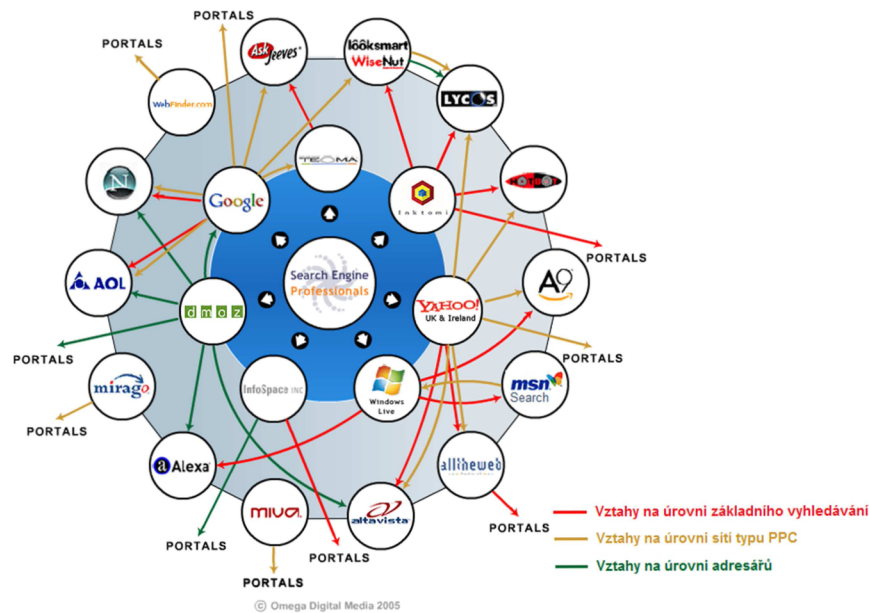 PORTALS
PORTALS
Ask Jeeves
lооksmart
WiseNut
LYCOS
WebFinder.com
TEOMA
N
Google
Inktomi
HOTBOT
PORTALS
Search Engine
Professionals
AOL
dmoz
YAHOO!
UK & Ireland
A9
PORTALS
PORTALS
mirago
InfoSpace INC
Windows
Live
msn
Search
PORTALS
a Alexa
alltheweb
MIVA
altavista
PORTALS
PORTALS
PORTALS
PORTALS
Vztahy na úrovni základního vyhledávání
Vztahy na úrovni sítí typu PPC
Vztahy na úrovni adresářů
© Omega Digital Media 2005